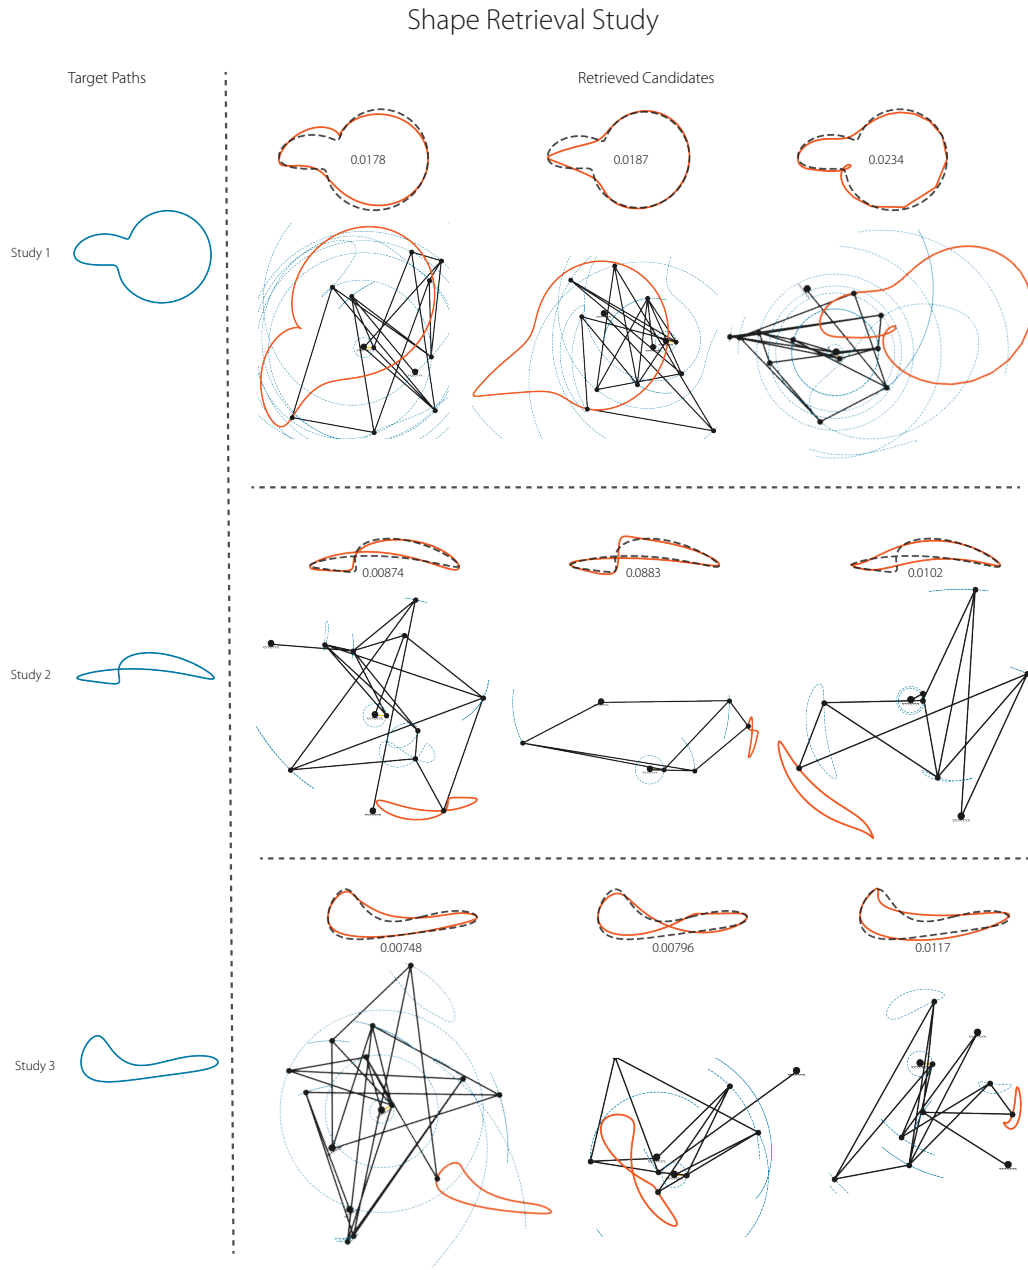 Shape Retrieval Study
Target Paths
Retrieved Candidates
0.0178
0.0187
0.0234
Study 1
0.00874
0.0883
0.0102
Study 2
0.00748
0.00796
0.0117
Study 3